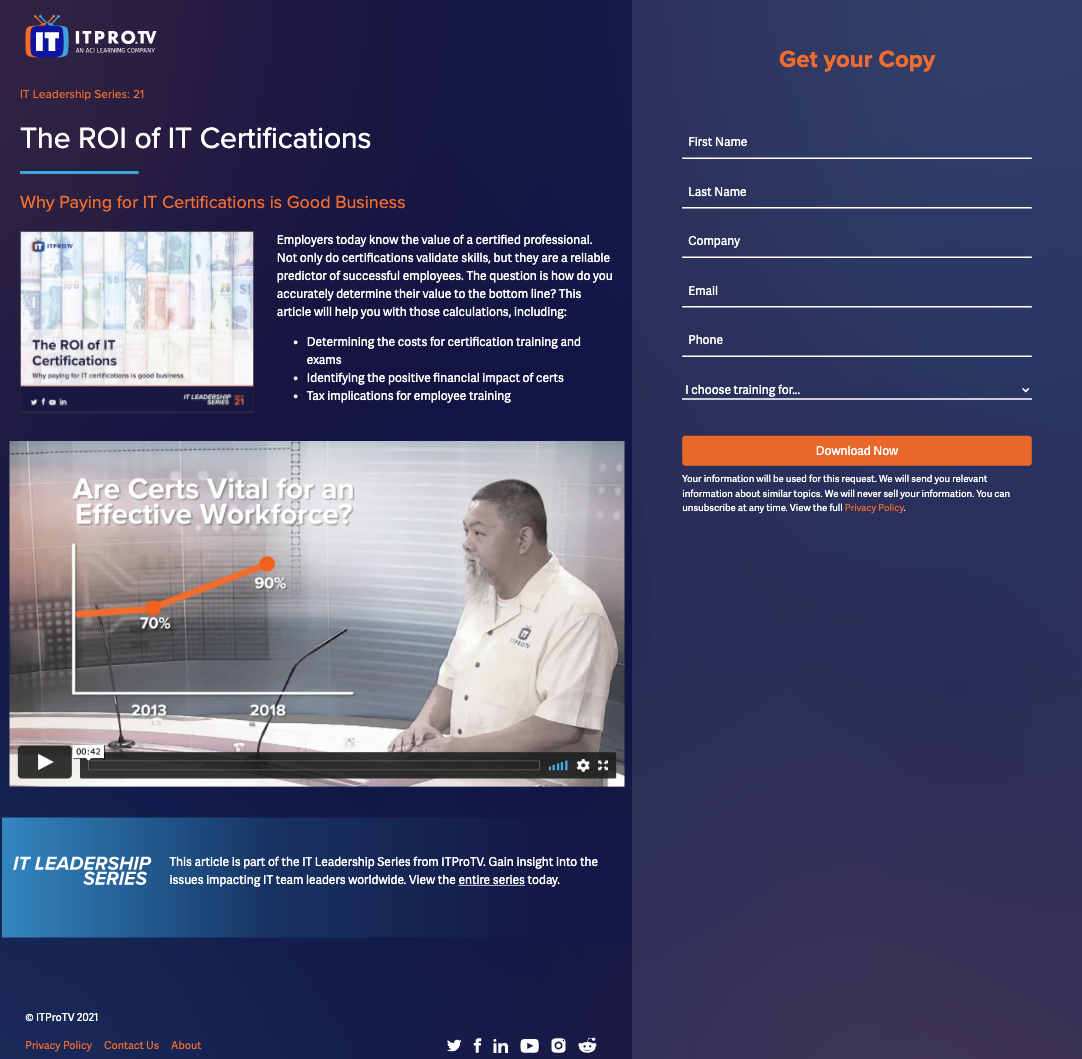 IT
ITPRO.TV
AN ACI LEARNING COMPANY
IT Leadership Series: 21
The ROI of IT Certifications
Why Paying for IT Certifications is Good Business
IT ITPROTV
100
50
20
$1
The ROI of IT
Certifications
Why paying for IT certifications is good business
IT LEADERSHIP
SERIES
21
Employers today know the value of a certified professional.
Not only do certifications validate skills, but they are a reliable
predictor of successful employees. The question is how do you
accurately determine their value to the bottom line? This
article will help you with those calculations, including:
• Determining the costs for certification training and
exams
• Identifying the positive financial impact of certs
• Tax implications for employee training
Are Certs Vital for an
Effective Workforce?
90%
70%
2013 2018
IT
ITPROTV
00:42
IT LEADERSHIP
SERIES
This article is part of the IT Leadership Series from ITProTV. Gain insight into the
issues impacting IT team leaders worldwide. View the entire series today.
© ITProTV 2021
Privacy Policy Contact Us About
Get your Copy
First Name
Last Name
Company
Email
Phone
I choose training for...
Download Now
Your information will be used for this request. We will send you relevant
information about similar topics. We will never sell your information. You can
unsubscribe at any time. View the full Privacy Policy.